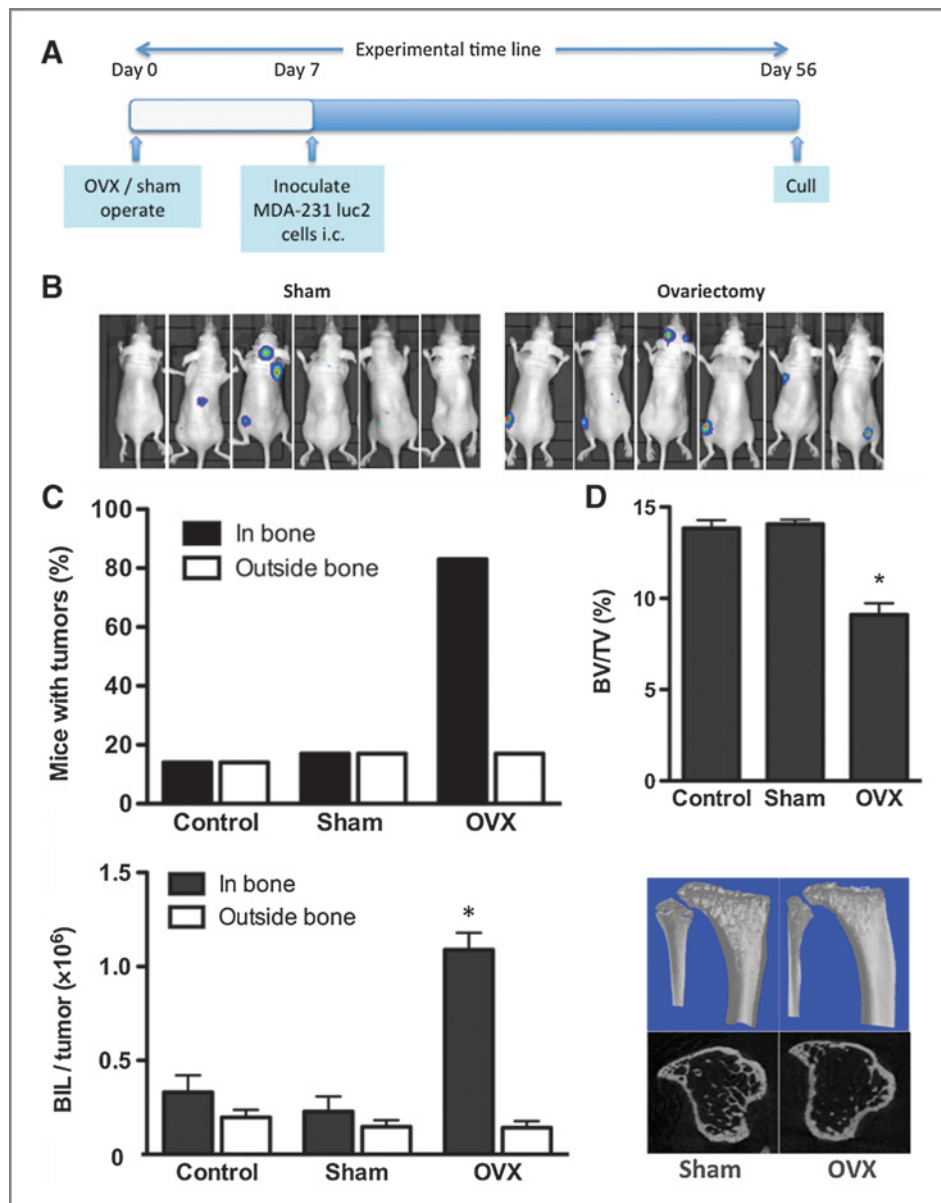 A
Experimental time line
Day 0
Day 7
Day 56
OVX / sham
operate
Inoculate
MDA-231 luc2
cells i.c.
Cull
B
Sham
Ovariectomy
C
100
80
60
40
20
0
Mice with tumors (%)
In bone
Outside bone
Control
Sham
OVX
1.5
1.0
0.5
0
BIL / tumor (×10⁶)
In bone
Outside bone
*
Control
Sham
OVX
D
15
10
5
0
BV/TV (%)
*
Control
Sham
OVX
Sham
OVX